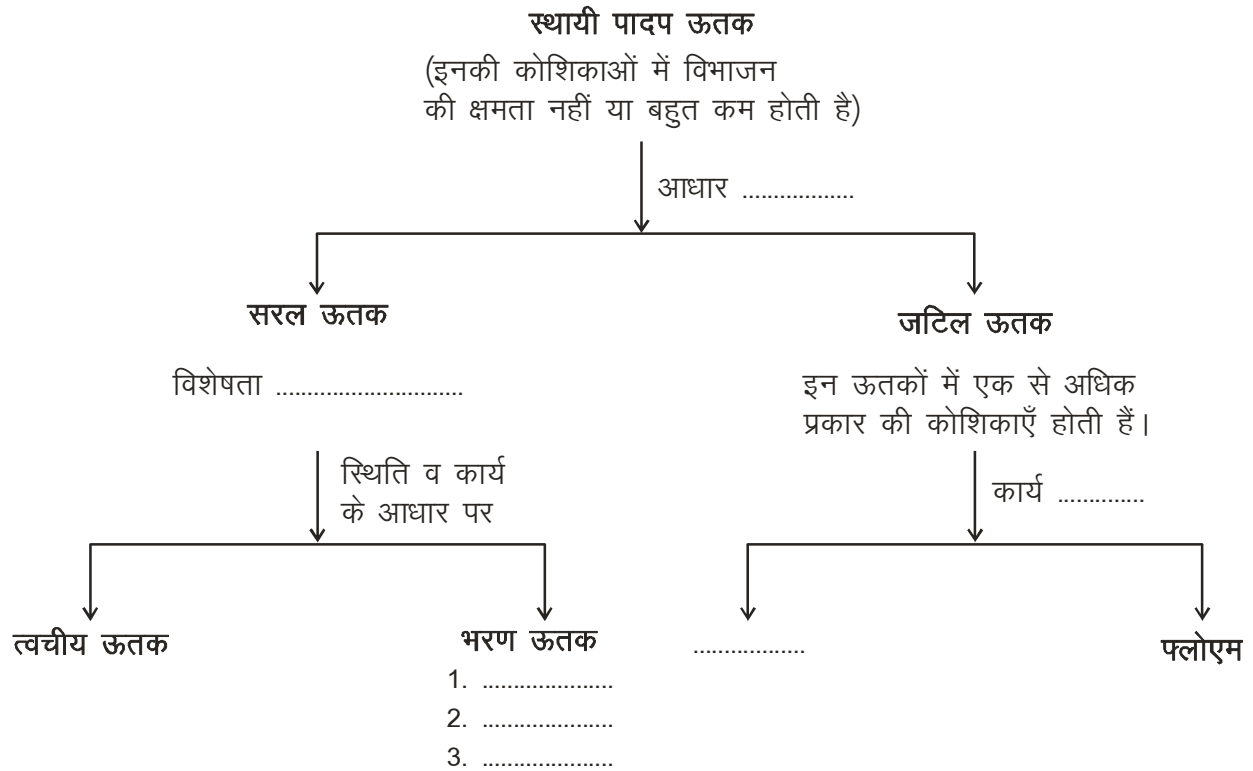 स्थायी पादप ऊतक
(इनकी कोशिकाओं में विभाजन
की क्षमता नहीं या बहुत कम होती है)
आधार ..................
सरल ऊतक
जटिल ऊतक
विशेषता ..............................
इन ऊतकों में एक से अधिक
प्रकार की कोशिकाएँ होती हैं।
स्थिति व कार्य
के आधार पर
कार्य ..............
त्वचीय ऊतक
भरण ऊतक
..................
फ्लोएम
1. .....................
2. .....................
3. .....................